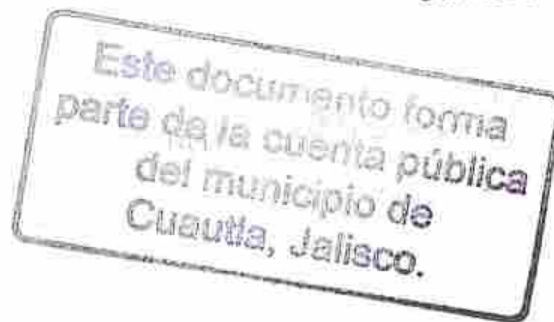 Este documento forma
parte de la cuenta pública
del municipio de
Cuautla, Jalisco.